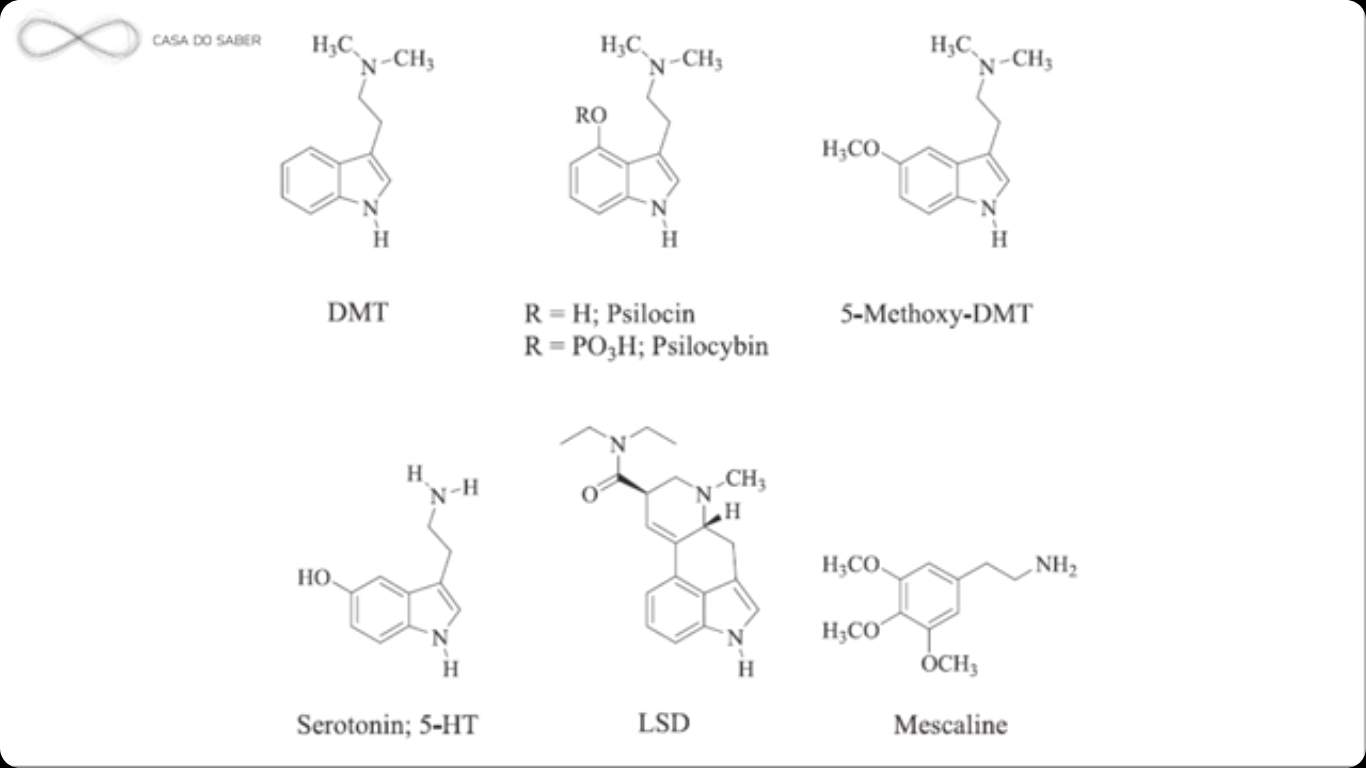 CASA DO SABER
H₃C
N
CH₃
N
H
DMT
H₃C
N
CH₃
RO
N
H
R = H; Psilocin
R = PO₃H; Psilocybin
H₃C
N
CH₃
H₃CO
N
H
5-Methoxy-DMT
H
N
H
HO
N
H
Serotonin; 5-HT
N
O
N
CH₃
H
N
H
LSD
H₃CO
NH₂
H₃CO
OCH₃
Mescaline